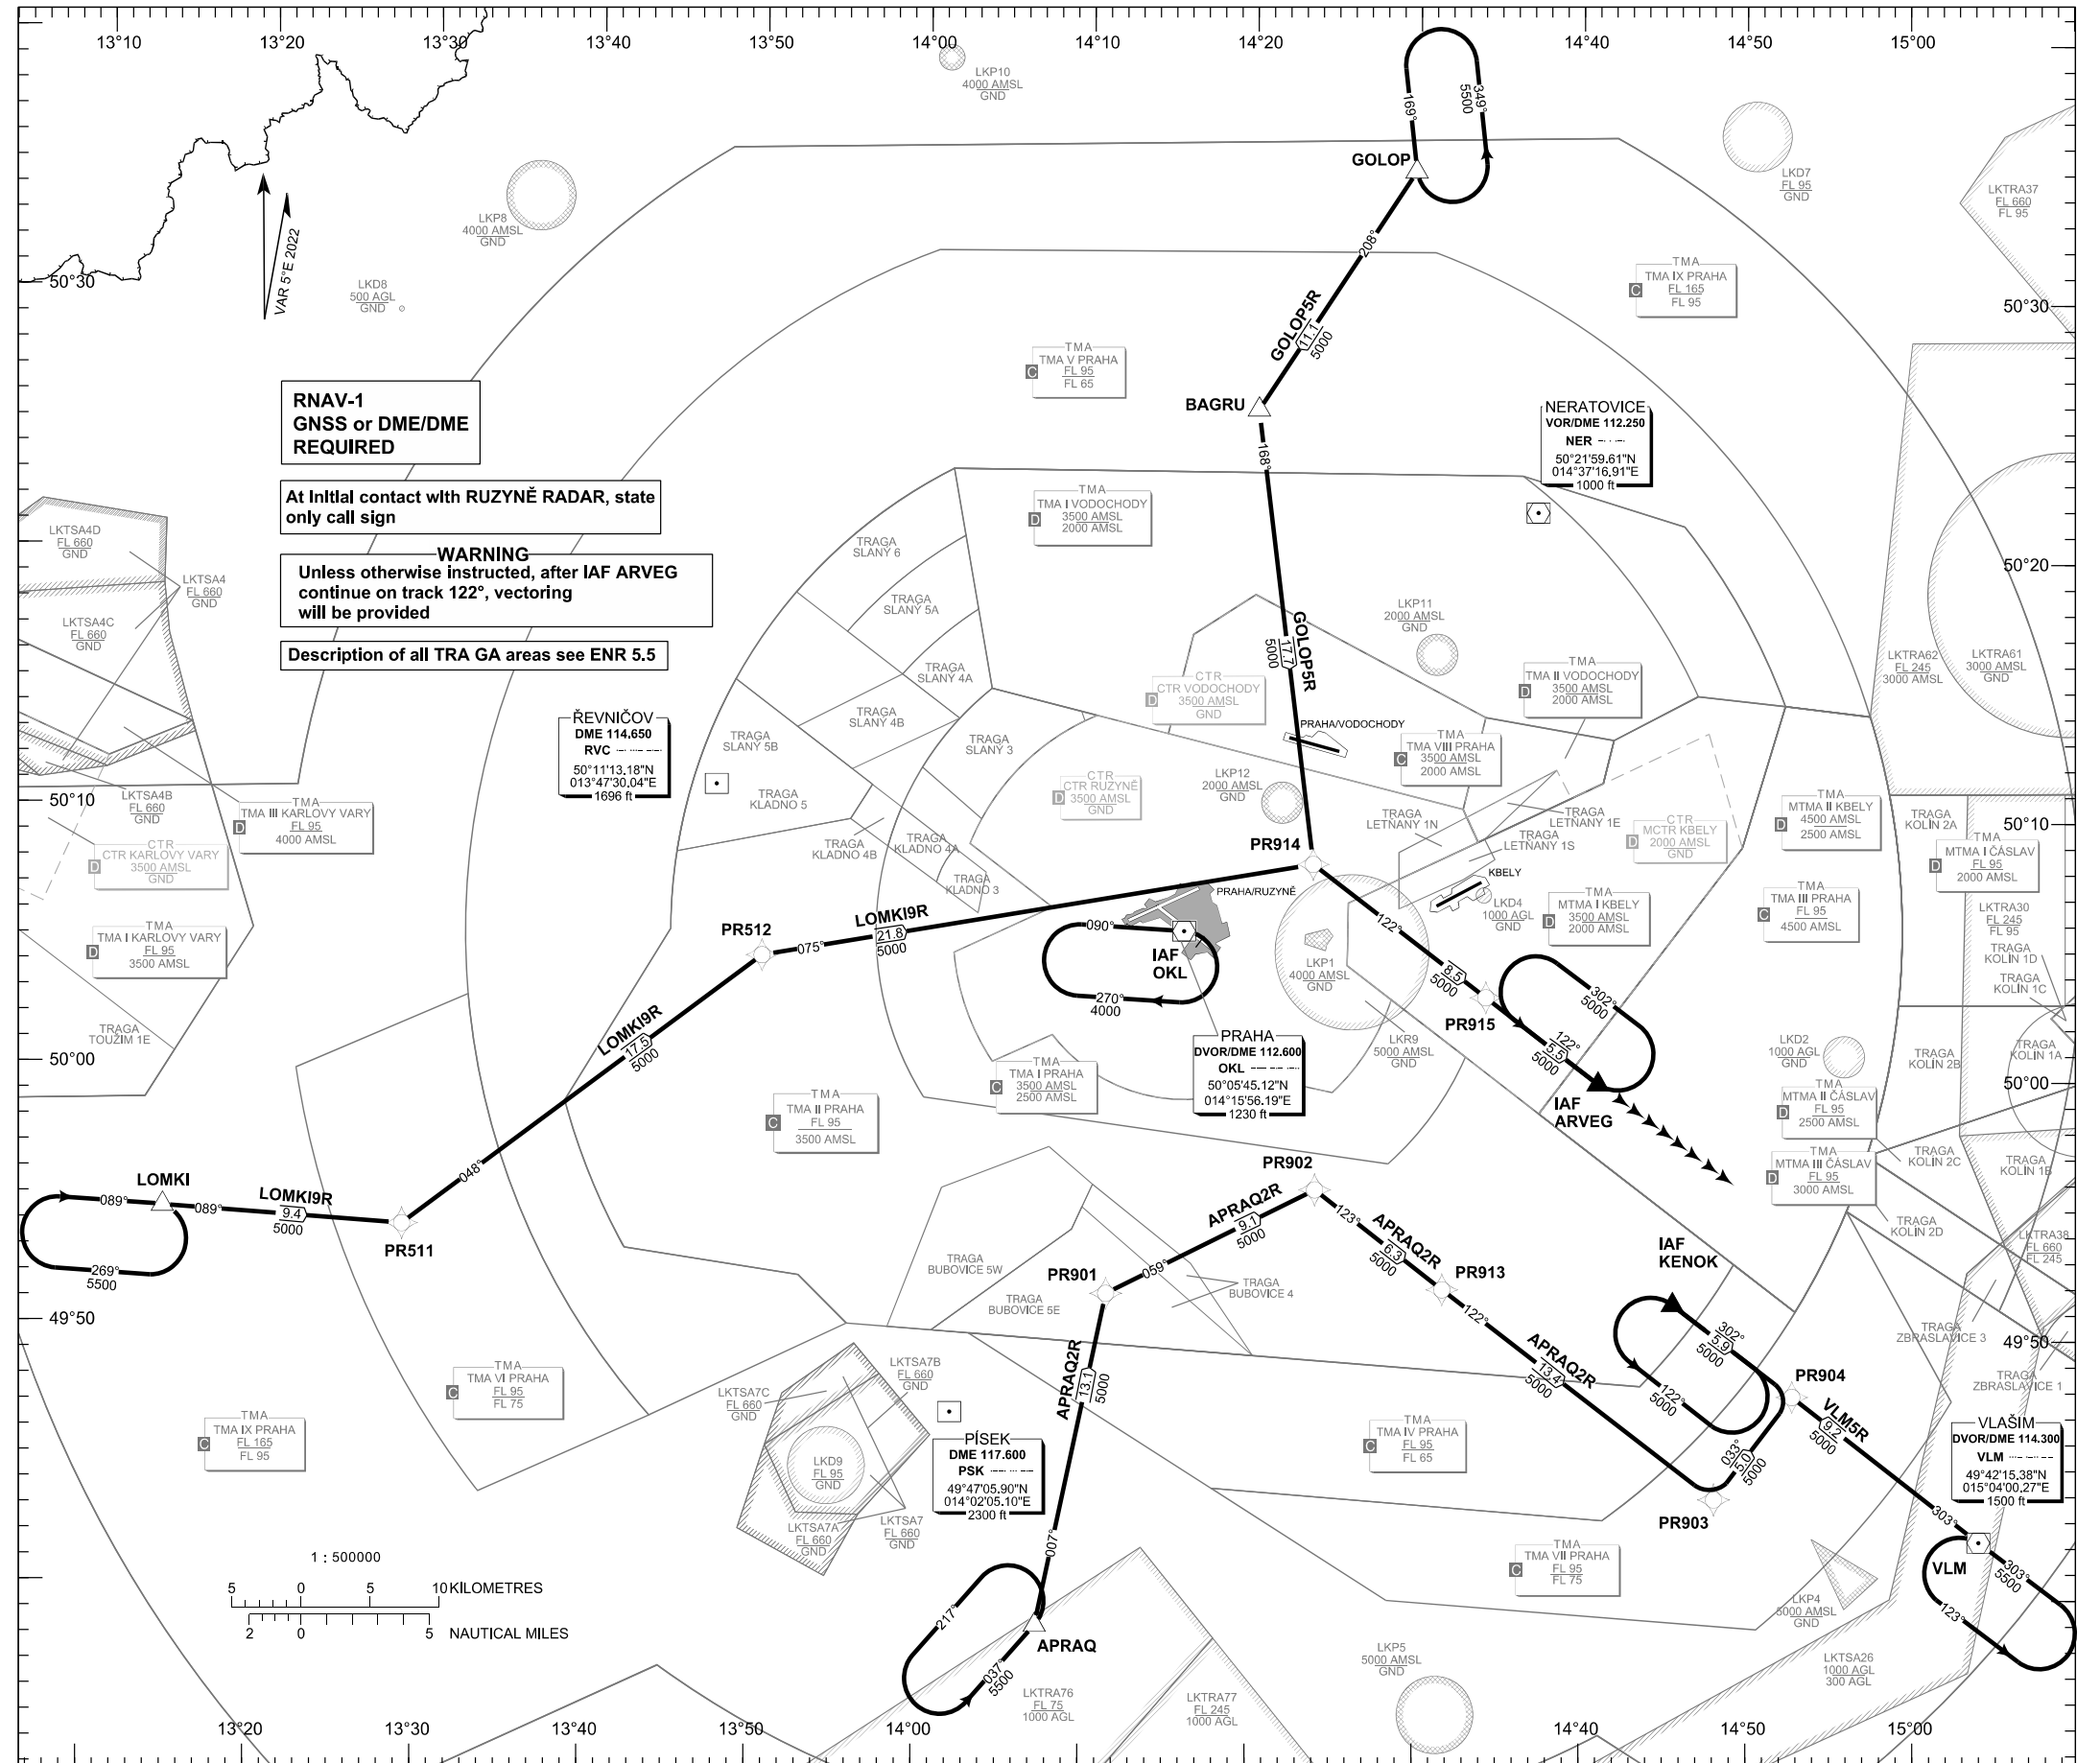 13°10
13°20
13°30
13°40
13°50
14°00
14°10
14°20
14°40
14°50
15°00
LKP10
4000 AMSL
GND
169°
349°
5500
GOLOP
LKD7
FL 95
GND
LKTRA37
FL 660
FL 95
LKP8
4000 AMSL
GND
VAR 5°E 2022
208°
50°30
LKD8
500 AGL
GND
TMA
TMA IX PRAHA
C
FL 165
FL 95
50°30
GOLOP5R
11.1
5000
TMA
TMA V PRAHA
C
FL 95
FL 65
RNAV-1
GNSS or DME/DME
REQUIRED
BAGRU
NERATOVICE
VOR/DME 112.250
NER
50°21'59.61"N
014°37'16.91"E
1000 ft
168°
At initial contact with RUZYNĚ RADAR, state
only call sign
TMA
TMA I VODOCHODY
D
3500 AMSL
2000 AMSL
LKTSA4D
FL 660
GND
TRAGA
SLANÝ 6
WARNING
Unless otherwise instructed, after IAF ARVEG
continue on track 122°, vectoring
will be provided
50°20
LKTSA4
FL 660
GND
TRAGA
SLANÝ 5A
LKP11
2000 AMSL
GND
LKTSA4C
FL 660
GND
GOLOP5R
17.7
5000
Description of all TRA GA areas see ENR 5.5
TRAGA
SLANÝ 4A
LKTRA62
FL 245
3000 AMSL
LKTRA61
3000 AMSL
GND
CTR
CTR VODOCHODY
D
3500 AMSL
GND
TMA
TMA II VODOCHODY
D
3500 AMSL
2000 AMSL
ŘEVNIČOV
DME 114.650
RVC
50°11'13.18"N
013°47'30.04"E
1696 ft
TRAGA
SLANÝ 4B
TRAGA
SLANÝ 5B
TRAGA
SLANÝ 3
PRAHA/VODOCHODY
TMA
TMA VIII PRAHA
C
3500 AMSL
2000 AMSL
LKP12
2000 AMSL
GND
CTR
CTR RUZYNĚ
D
3500 AMSL
GND
LKTSA4B
FL 660
GND
50°10
TRAGA
KLADNO 5
TMA
TMA III KARLOVY VARY
D
FL 95
4000 AMSL
TRAGA
LETŇANY 1N
TRAGA
LETŇANY 1E
TRAGA
LETŇANY 1S
CTR
MCTR KBELY
D
2000 AMSL
GND
TMA
MTMA II KBELY
D
4500 AMSL
2500 AMSL
TRAGA
KOLÍN 2A
50°10
CTR
CTR KARLOVY VARY
D
3500 AMSL
GND
TRAGA
KLADNO 4B
TRAGA
KLADNO 4A
PR914
TMA
MTMA I ČÁSLAV
D
FL 95
2000 AMSL
TRAGA
KLADNO 3
PRAHA/RUZYNĚ
KBELY
LKD4
1000 AGL
GND
TMA
MTMA I KBELY
D
3500 AMSL
2000 AMSL
TMA
TMA III PRAHA
C
FL 95
4500 AMSL
LKTRA30
FL 245
FL 95
TMA
TMA I KARLOVY VARY
D
FL 95
3500 AMSL
PR512
075°
LOMKI9R
21.8
5000
090°
IAF
OKL
270°
4000
122°
LKP1
4000 AMSL
GND
8.5
5000
TRAGA
KOLÍN 1D
TRAGA
KOLÍN 1C
302°
5000
PR915
TRAGA
TOUŽIM 1E
LOMKI9R
17.5
5000
PRAHA
DVOR/DME 112.600
OKL
50°05'45.12"N
014°15'56.19"E
1230 ft
LKR9
5000 AMSL
GND
122°
5.5
5000
LKD2
1000 AGL
GND
TRAGA
KOLÍN 2B
TRAGA
KOLÍN 1A
50°00
TMA
TMA I PRAHA
C
3500 AMSL
2500 AMSL
50°00
IAF
ARVEG
TMA
MTMA II ČÁSLAV
D
FL 95
2500 AMSL
TMA
TMA II PRAHA
C
FL 95
3500 AMSL
048°
PR902
TMA
MTMA III ČÁSLAV
D
FL 95
3000 AMSL
TRAGA
KOLÍN 2C
TRAGA
KOLÍN 1B
LOMKI
089°
089°
LOMKI9R
9.4
5000
269°
5500
PR511
APRAQ2R
9.1
5000
123°
APRAQ2R
6.3
5000
TRAGA
KOLÍN 2D
LKTRA38
FL 660
FL 245
IAF
KENOK
TRAGA
BUBOVICE 5W
PR901
059°
TRAGA
BUBOVICE 4
TRAGA
BUBOVICE 5E
PR913
122°
49°50
TRAGA
ZBRASLAVICE 3
49°50
302°
5.9
5000
APRAQ2R
13.4
5000
122°
5000
TRAGA
ZBRASLAVICE 1
PR904
VLM5R
9.2
5000
LKTSA7B
FL 660
GND
LKTSA7C
FL 660
GND
TMA
TMA VI PRAHA
C
FL 95
FL 75
APRAQ2R
13.1
5000
TMA
TMA IX PRAHA
C
FL 165
FL 95
TMA
TMA IV PRAHA
C
FL 95
FL 65
VLAŠIM
DVOR/DME 114.300
VLM
49°42'15.38"N
015°04'00.27"E
1500 ft
PÍSEK
DME 117.600
PSK
49°47'05.90"N
014°02'05.10"E
2300 ft
LKD9
FL 95
GND
033°
5.0
5000
PR903
303°
LKTSA7A
FL 660
GND
LKTSA7
FL 660
GND
007°
TMA
TMA VII PRAHA
C
FL 95
FL 75
VLM
303°
5500
123°
1 : 500000
5 0 5 10 KILOMETRES
2 0 5 NAUTICAL MILES
217°
037°
5500
APRAQ
LKP4
5000 AMSL
GND
LKP5
5000 AMSL
GND
LKTSA26
1000 AGL
300 AGL
LKTRA76
FL 75
1000 AGL
LKTRA77
FL 245
1000 AGL
13°20
13°30
13°40
13°50
14°00
14°40
14°50
15°00